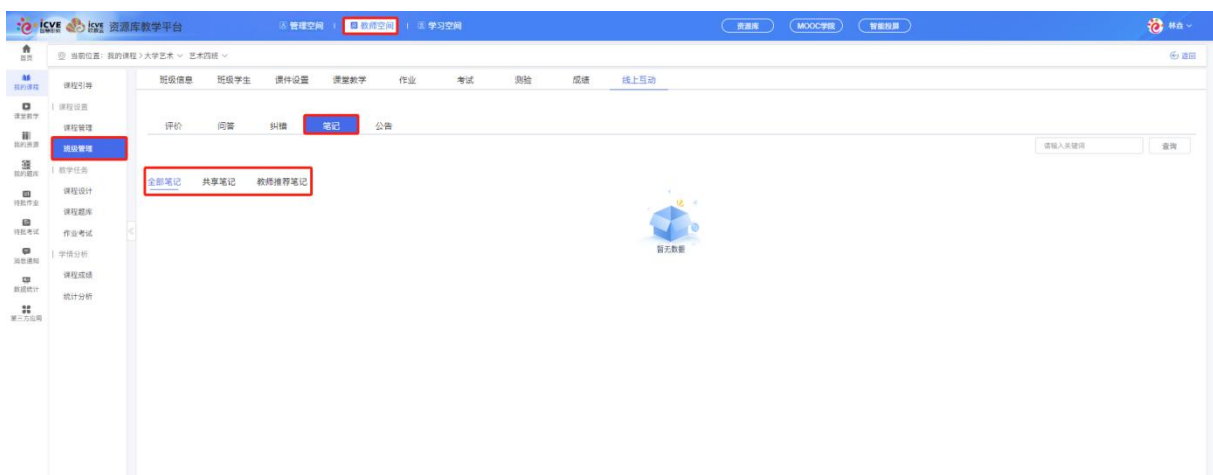 icve 资源库教学平台
管理空间 教师空间 学习空间
资源库 MOOC学院 智能投屏
首页
当前位置: 我的课程 > 大学艺术 艺术四班
返回
我的课程
课堂教学
我的资源
我的题库
待批作业
待批考试
消息通知
数据统计
第三方应用
课程引导
课程设置
课程管理
班级管理
教学任务
课程设计
课程题库
作业考试
学情分析
课程成绩
统计分析
班级信息 班级学生 课件设置 课堂教学 作业 考试 测验 成绩 线上互动
评价 问答 纠错 笔记 公告
请输入关键词 查询
全部笔记 共享笔记 教师推荐笔记
暂无数据